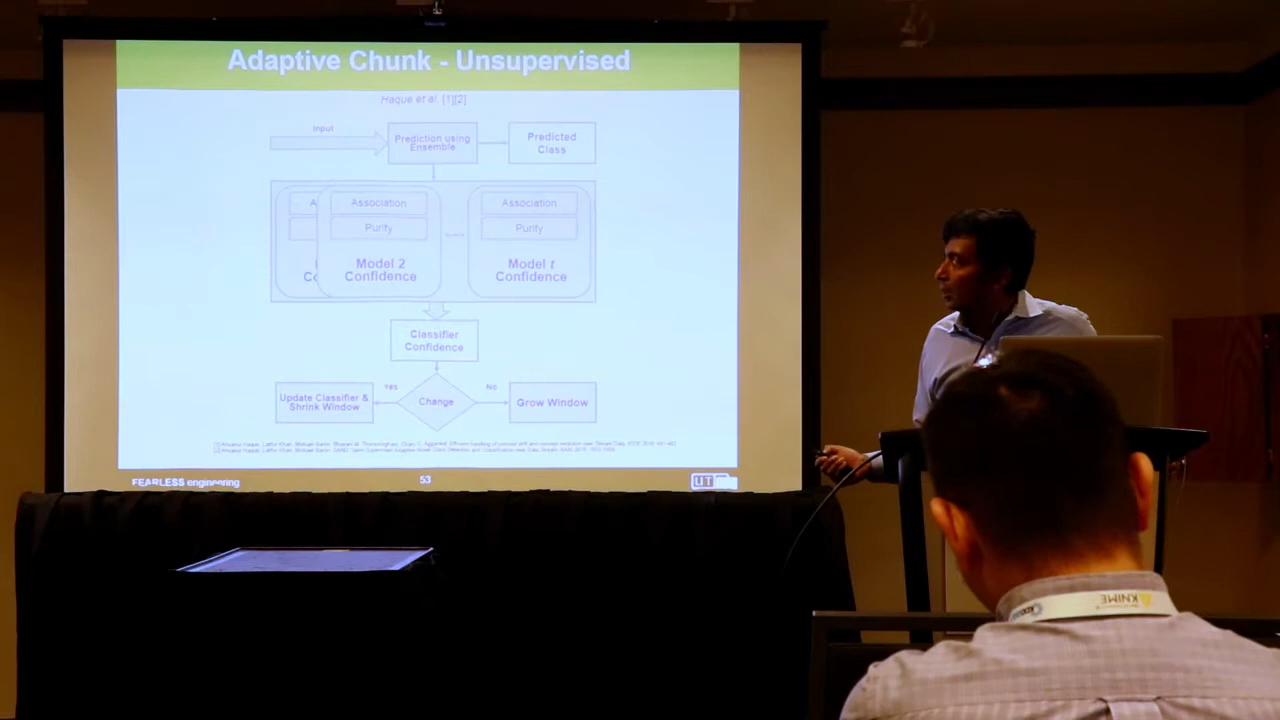 Adaptive Chunk - Unsupervised
Haque et al. [1][2]
Input
Prediction using
Ensemble
Predicted
Class
A
Association
Purity
Model 2
Confidence
Association
Purity
Model t
Confidence
Classifier
Confidence
Yes
No
Update Classifier &
Shrink Window
Change
Grow Window
FEARLESS engineering
53
UT
KNIME